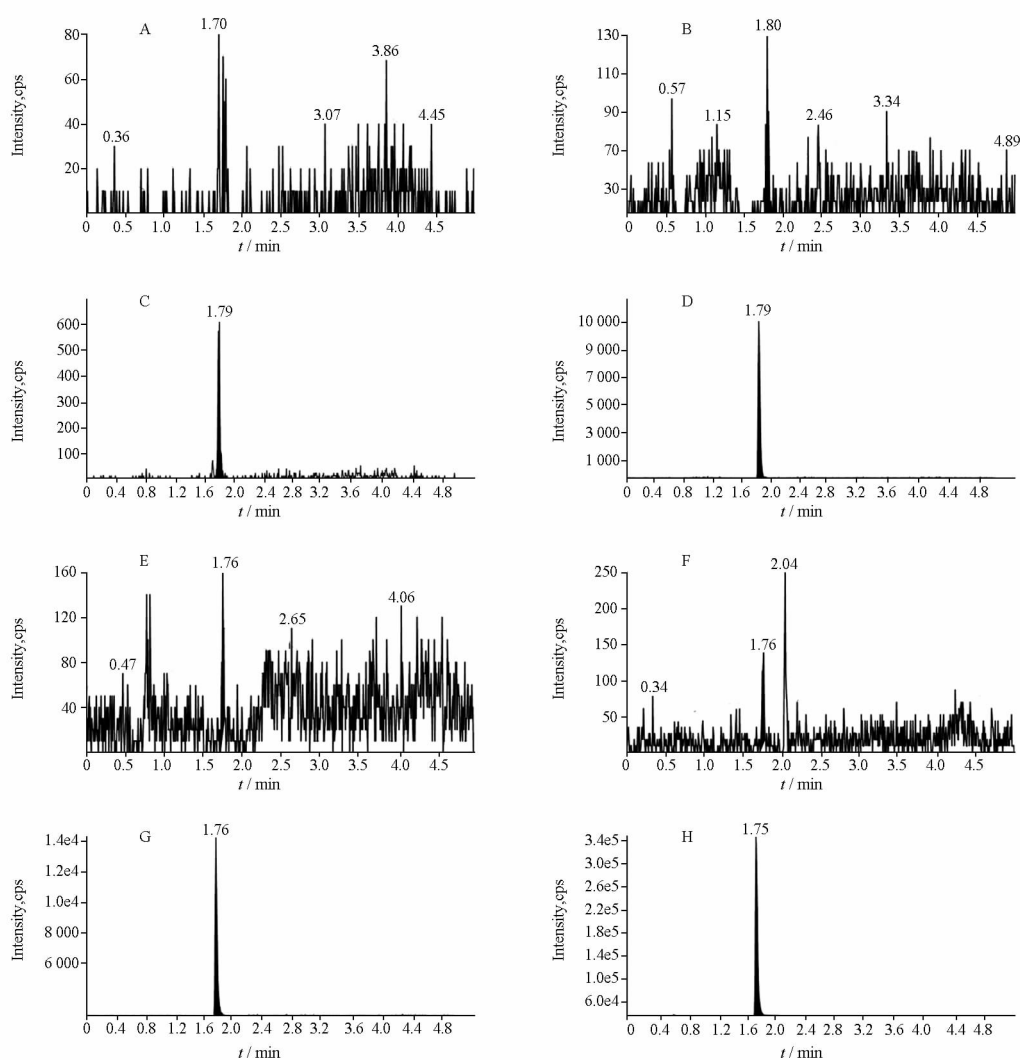 A
1.70
3.86
3.07
4.45
0.36
80
60
40
20
Intensity,cps
0 0.5 1.0 1.5 2.0 2.5 3.0 3.5 4.0 4.5
t / min
B
1.80
0.57
1.15
2.46
3.34
4.89
130
110
90
70
50
30
Intensity,cps
0 0.5 1.0 1.5 2.0 2.5 3.0 3.5 4.0 4.5
t / min
C
1.79
600
500
400
300
200
100
Intensity,cps
0 0.4 0.8 1.2 1.6 2.0 2.4 2.8 3.2 3.6 4.0 4.4 4.8
t / min
D
1.79
10 000
9 000
7 000
5 000
3 000
1 000
Intensity,cps
0 0.4 0.8 1.2 1.6 2.0 2.4 2.8 3.2 3.6 4.0 4.4 4.8
t / min
E
1.76
4.06
2.65
0.47
160
120
80
40
Intensity,cps
0 0.5 1.0 1.5 2.0 2.5 3.0 3.5 4.0 4.5
t / min
F
2.04
1.76
0.34
250
200
150
100
50
Intensity,cps
0 0.5 1.0 1.5 2.0 2.5 3.0 3.5 4.0 4.5
t / min
G
1.76
1.4e4
1.2e4
1.0e4
8 000
6 000
Intensity,cps
0 0.4 0.8 1.2 1.6 2.0 2.4 2.8 3.2 3.6 4.0 4.4 4.8
t / min
H
1.75
3.4e5
3.0e5
2.6e5
2.2e5
1.8e5
1.4e5
1.0e5
6.0e4
Intensity,cps
0 0.4 0.8 1.2 1.6 2.0 2.4 2.8 3.2 3.6 4.0 4.4 4.8
t / min